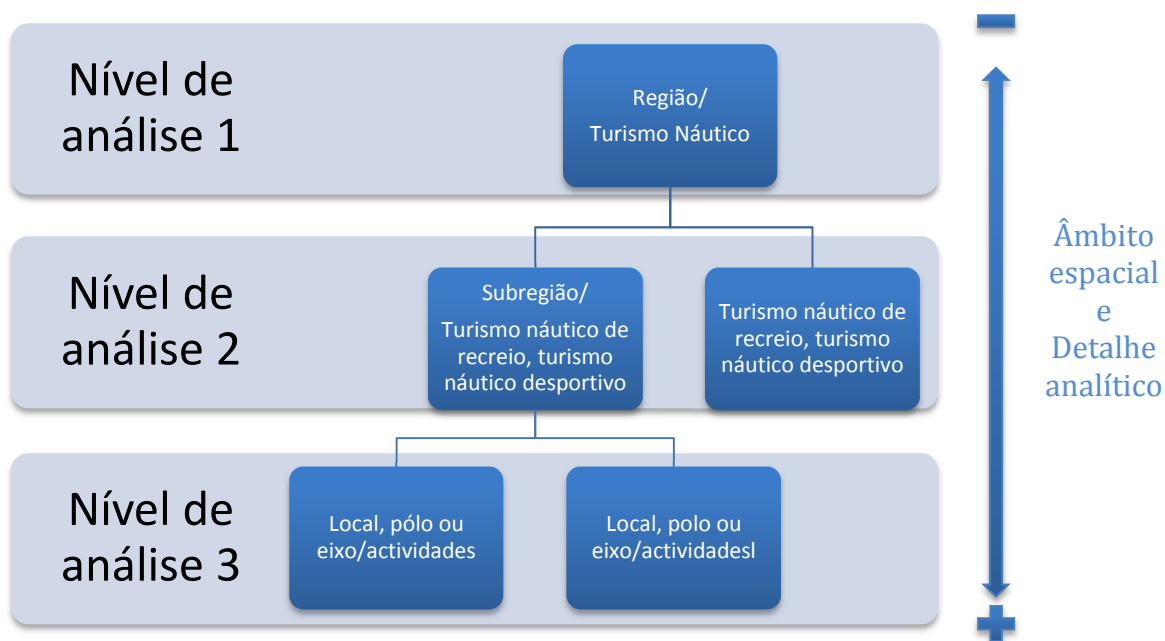 Nível de
análise 1
Região/
Turismo Náutico
Nível de
análise 2
Subregião/
Turismo náutico de
recreio, turismo
náutico desportivo
Turismo náutico de
recreio, turismo
náutico desportivo
Nível de
análise 3
Local, pólo ou
eixo/actividades
Local, polo ou
eixo/actividadesl
Âmbito
espacial
e
Detalhe
analítico